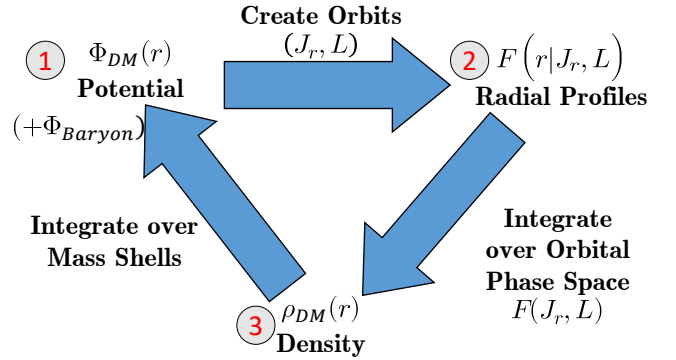 Create Orbits
(J_r, L)
1
Φ_DM(r)
Potential
(+Φ_Baryon)
2
F(r|J_r, L)
Radial Profiles
Integrate over
Mass Shells
Integrate
over Orbital
Phase Space
F(J_r, L)
3
ρ_DM(r)
Density